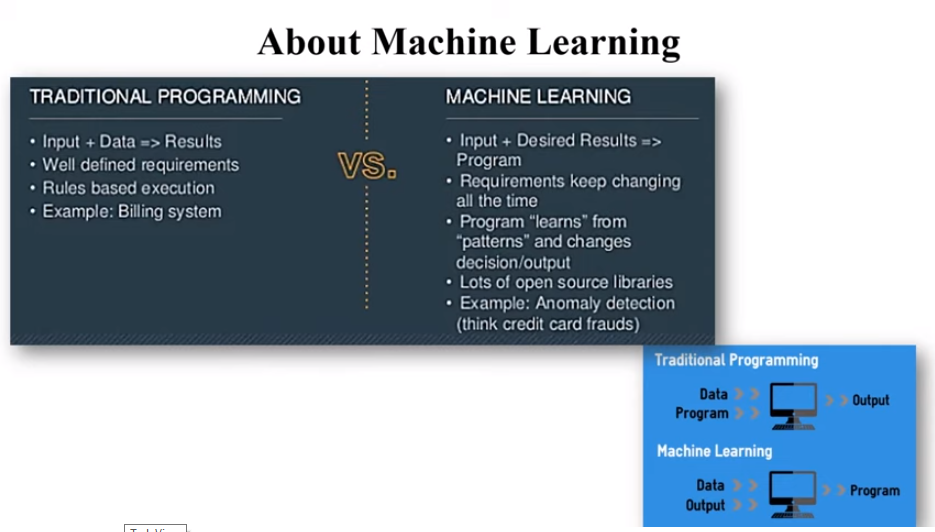 About Machine Learning
TRADITIONAL PROGRAMMING
• Input + Data => Results
• Well defined requirements
• Rules based execution
• Example: Billing system
VS.
MACHINE LEARNING
• Input + Desired Results =>
Program
• Requirements keep changing
all the time
• Program “learns” from
“patterns” and changes
decision/output
• Lots of open source libraries
• Example: Anomaly detection
(think credit card frauds)
Traditional Programming
Data
Program
Output
Machine Learning
Data
Output
Program